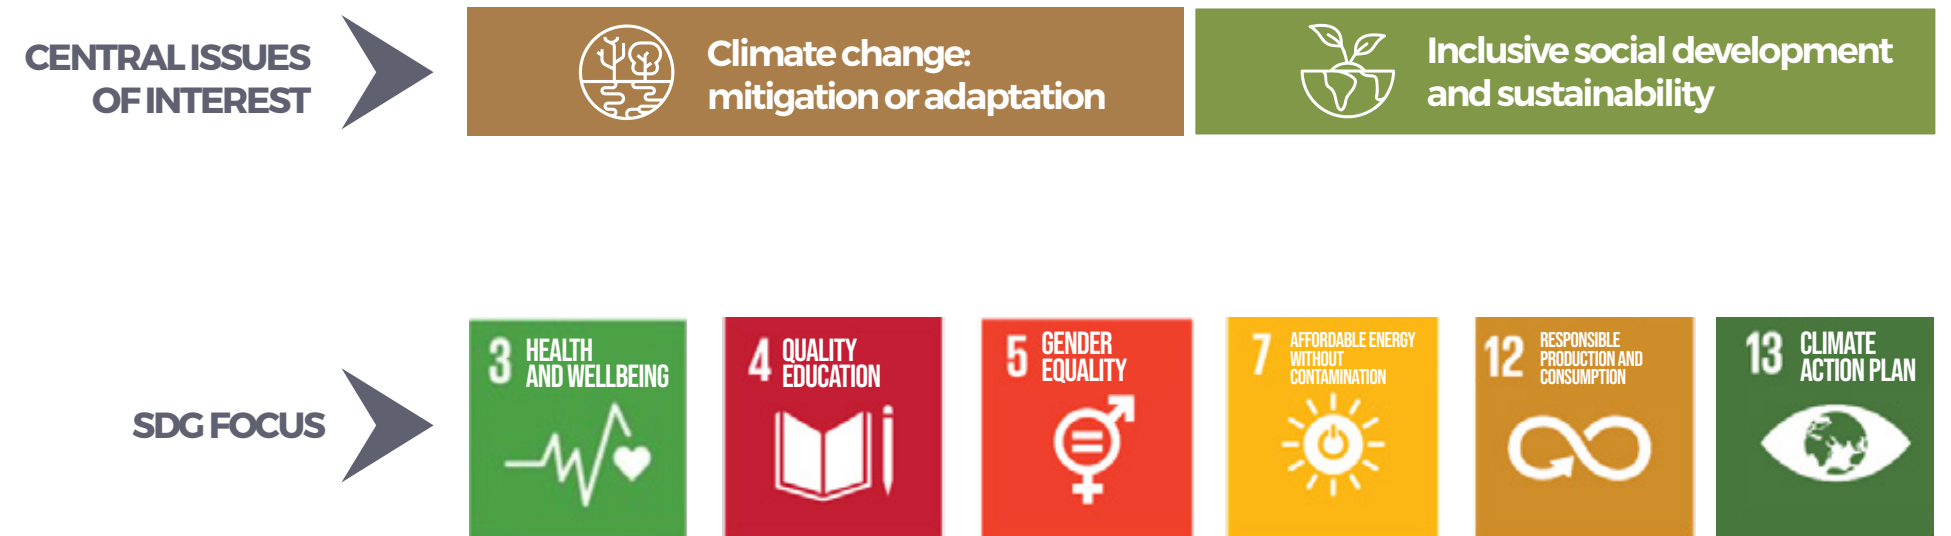 CENTRAL ISSUES
OF INTEREST
Climate change:
mitigation or adaptation
Inclusive social development
and sustainability
SDG FOCUS
3 HEALTH
AND WELLBEING
4 QUALITY
EDUCATION
5 GENDER
EQUALITY
7 AFFORDABLE ENERGY
WITHOUT
CONTAMINATION
12 RESPONSIBLE
PRODUCTION AND
CONSUMPTION
13 CLIMATE
ACTION PLAN